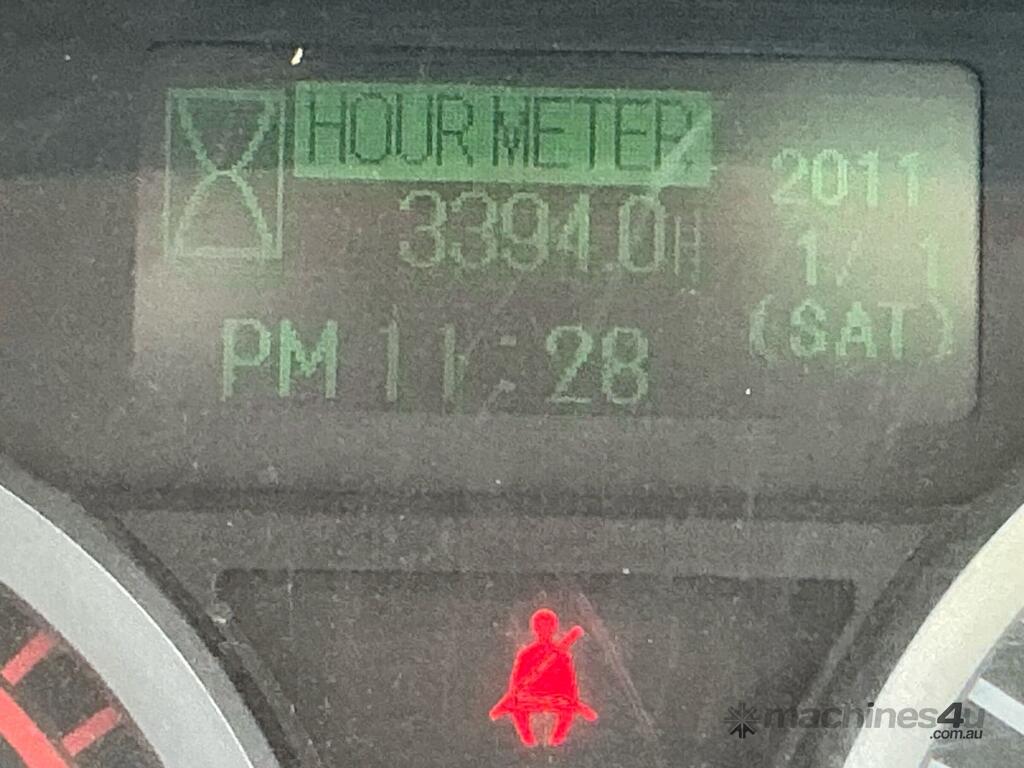 HOUR METER
3394.0H
2011
1/ 1
(SAT)
PM 11:28
machines4u
.com.au